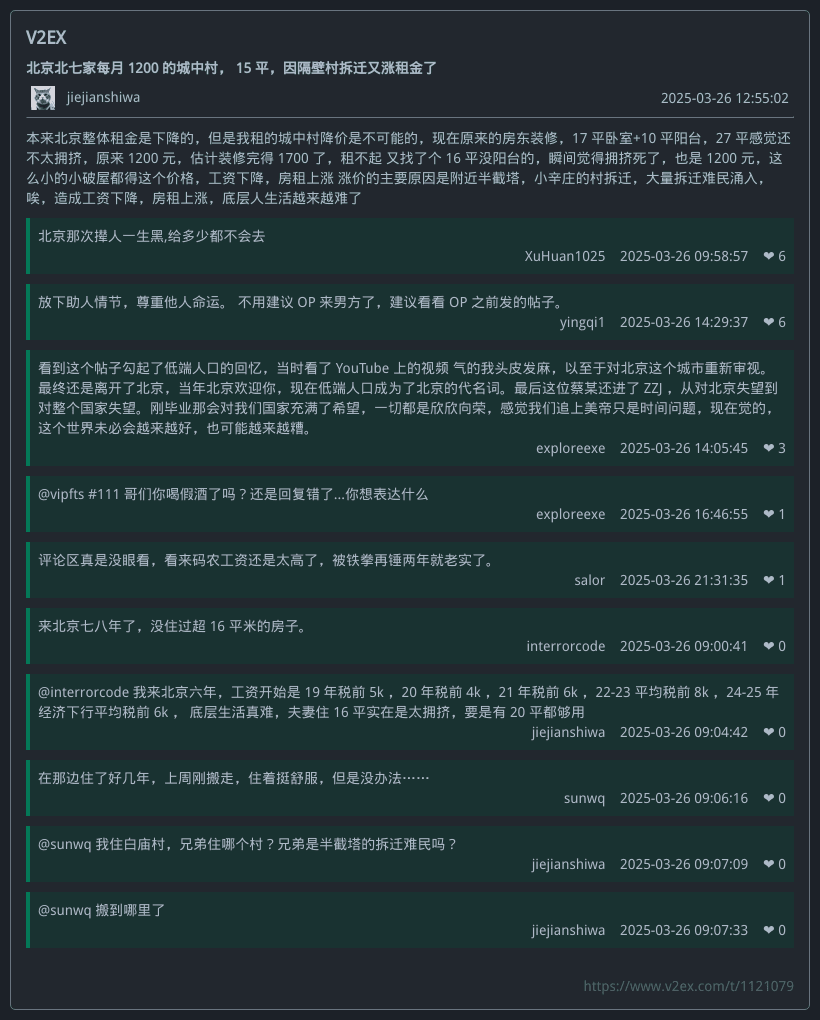 V2EX
北京北七家每月 1200 的城中村， 15 平，因隔壁村拆迁又涨租金了
jiejianshiwa 2025-03-26 12:55:02
本来北京整体租金是下降的，但是我租的城中村降价是不可能的，现在原来的房东装修，17 平卧室+10 平阳台，27 平感觉还
不太拥挤，原来 1200 元，估计装修完得 1700 了，租不起 又找了个 16 平没阳台的，瞬间觉得拥挤死了，也是 1200 元，这
么小的小破屋都得这个价格，工资下降，房租上涨 涨价的主要原因是附近半截塔，小辛庄的村拆迁，大量拆迁难民涌入，
唉，造成工资下降，房租上涨，底层人生活越来越难了
北京那次撵人一生黑,给多少都不会去
XuHuan1025 2025-03-26 09:58:57 ❤ 6
放下助人情节，尊重他人命运。 不用建议 OP 来男方了，建议看看 OP 之前发的帖子。
yingqi1 2025-03-26 14:29:37 ❤ 6
看到这个帖子勾起了低端人口的回忆，当时看了 YouTube 上的视频 气的我头皮发麻，以至于对北京这个城市重新审视。
最终还是离开了北京，当年北京欢迎你，现在低端人口成为了北京的代名词。最后这位蔡某还进了 ZZJ ，从对北京失望到
对整个国家失望。刚毕业那会对我们国家充满了希望，一切都是欣欣向荣，感觉我们追上美帝只是时间问题，现在觉的，
这个世界未必会越来越好，也可能越来越糟。
exploreexe 2025-03-26 14:05:45 ❤ 3
@vipfts #111 哥们你喝假酒了吗？还是回复错了...你想表达什么
exploreexe 2025-03-26 16:46:55 ❤ 1
评论区真是没眼看，看来码农工资还是太高了，被铁拳再锤两年就老实了。
salor 2025-03-26 21:31:35 ❤ 1
来北京七八年了，没住过超 16 平米的房子。
interrorcode 2025-03-26 09:00:41 ❤ 0
@interrorcode 我来北京六年，工资开始是 19 年税前 5k ，20 年税前 4k ，21 年税前 6k ，22-23 平均税前 8k ，24-25 年
经济下行平均税前 6k ， 底层生活真难，夫妻住 16 平实在是太拥挤，要是有 20 平都够用
jiejianshiwa 2025-03-26 09:04:42 ❤ 0
在那边住了好几年，上周刚搬走，住着挺舒服，但是没办法⋯⋯
sunwq 2025-03-26 09:06:16 ❤ 0
@sunwq 我住白庙村，兄弟住哪个村？兄弟是半截塔的拆迁难民吗？
jiejianshiwa 2025-03-26 09:07:09 ❤ 0
@sunwq 搬到哪里了
jiejianshiwa 2025-03-26 09:07:33 ❤ 0
https://www.v2ex.com/t/1121079